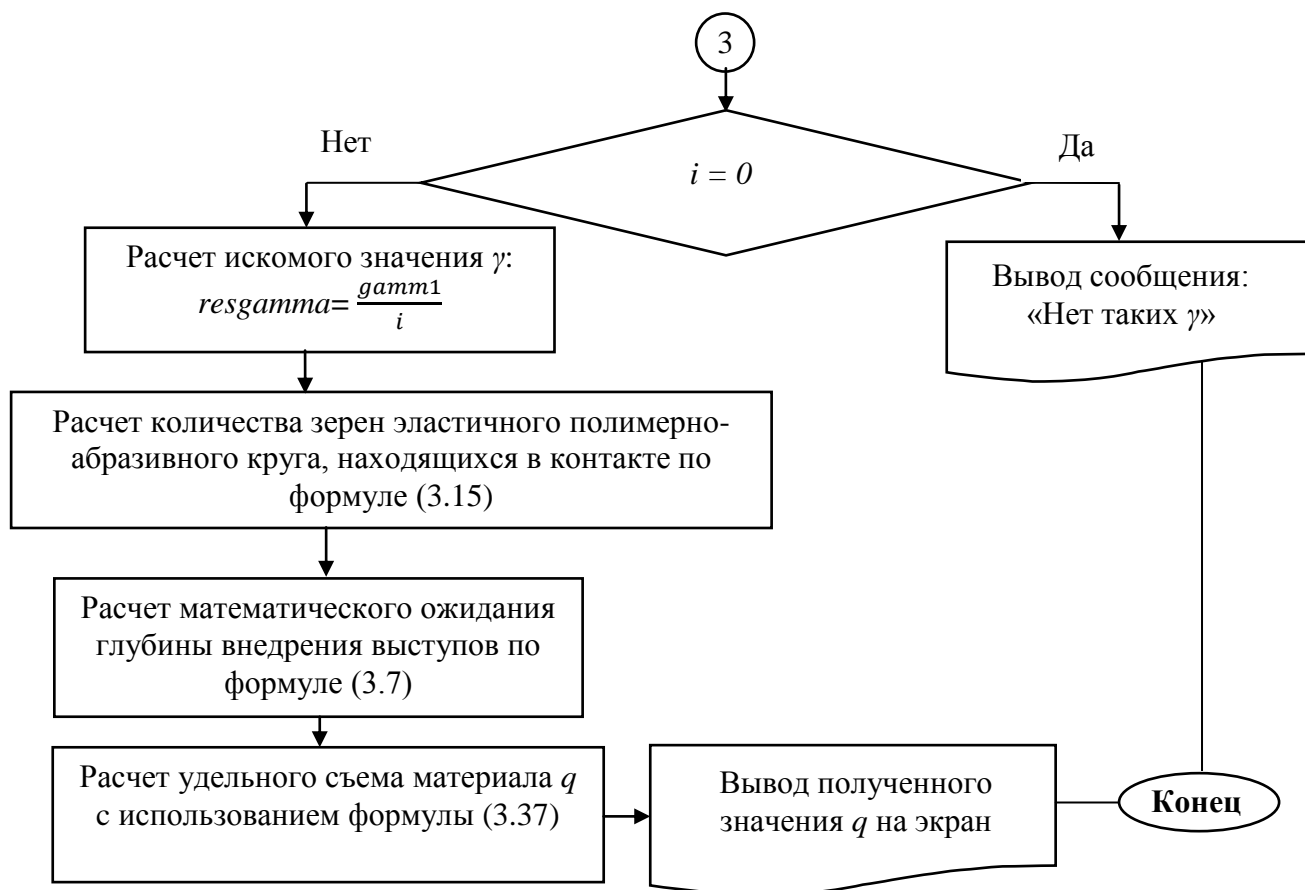 3
Нет
Да
i = 0
Расчет искомого значения γ:
resgamma= gamm1/i
Вывод сообщения:
«Нет таких γ»
Расчет количества зерен эластичного полимерно-
абразивного круга, находящихся в контакте по
формуле (3.15)
Расчет математического ожидания
глубины внедрения выступов по
формуле (3.7)
Расчет удельного съема материала q
с использованием формулы (3.37)
Вывод полученного
значения q на экран
Конец